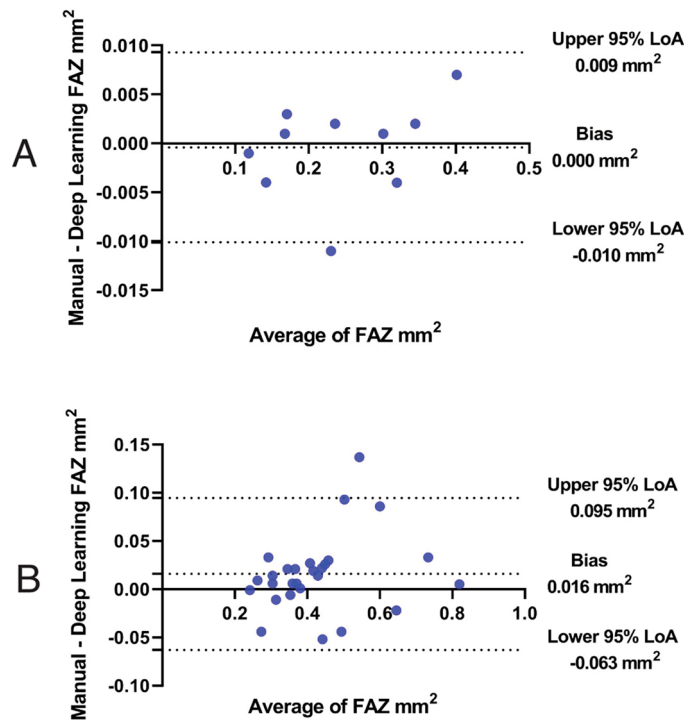 A
Manual - Deep Learning FAZ mm²
0.010
0.005
0.000
-0.005
-0.010
-0.015
0.1 0.2 0.3 0.4 0.5
Average of FAZ mm²
Upper 95% LoA
0.009 mm²
Bias
0.000 mm²
Lower 95% LoA
-0.010 mm²
B
Manual - Deep Learning FAZ mm²
0.15
0.10
0.05
0.00
-0.05
-0.10
0.2 0.4 0.6 0.8 1.0
Average of FAZ mm²
Upper 95% LoA
0.095 mm²
Bias
0.016 mm²
Lower 95% LoA
-0.063 mm²